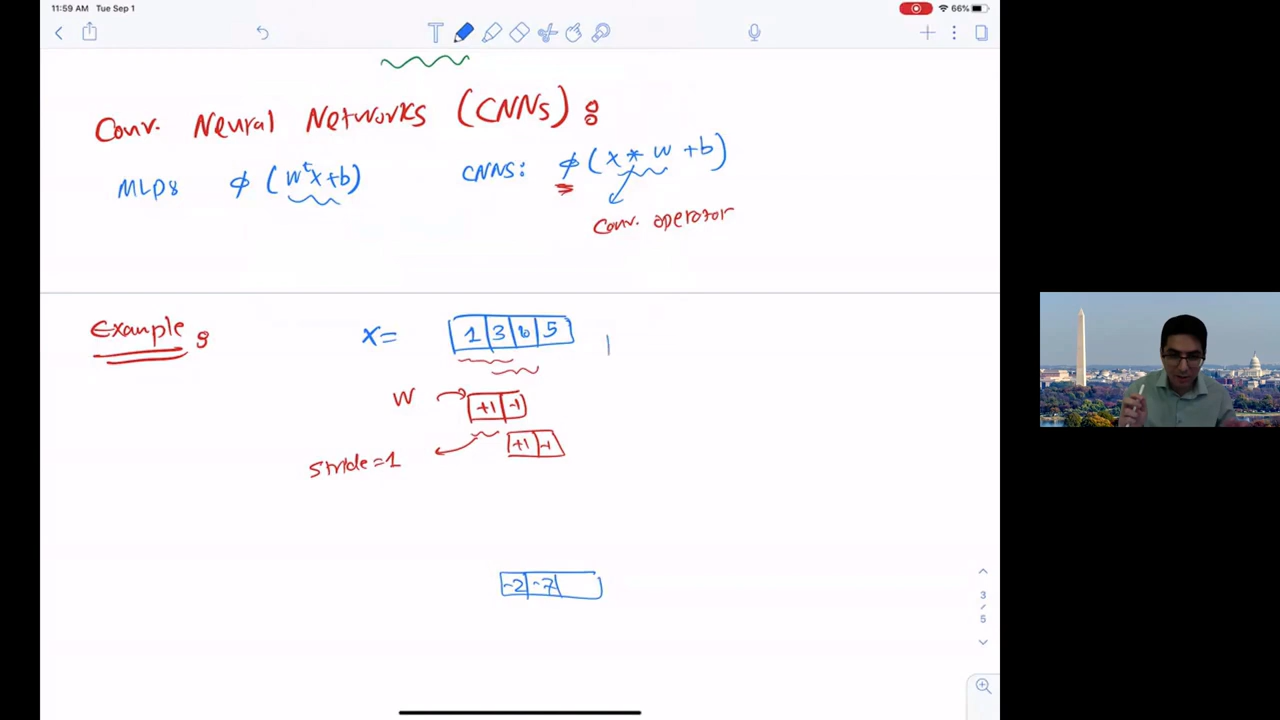 11:59 AM Tue Sep 1
66%
T
Conv. Neural Networks (CNNs):
MLPs φ (wᵗx+b) CNNs: φ (x * w +b)
Conv. operator
Example: x= 1 3 6 5
W +1 -1
+1 -1
Stride=1
-2 -7
3
/
5